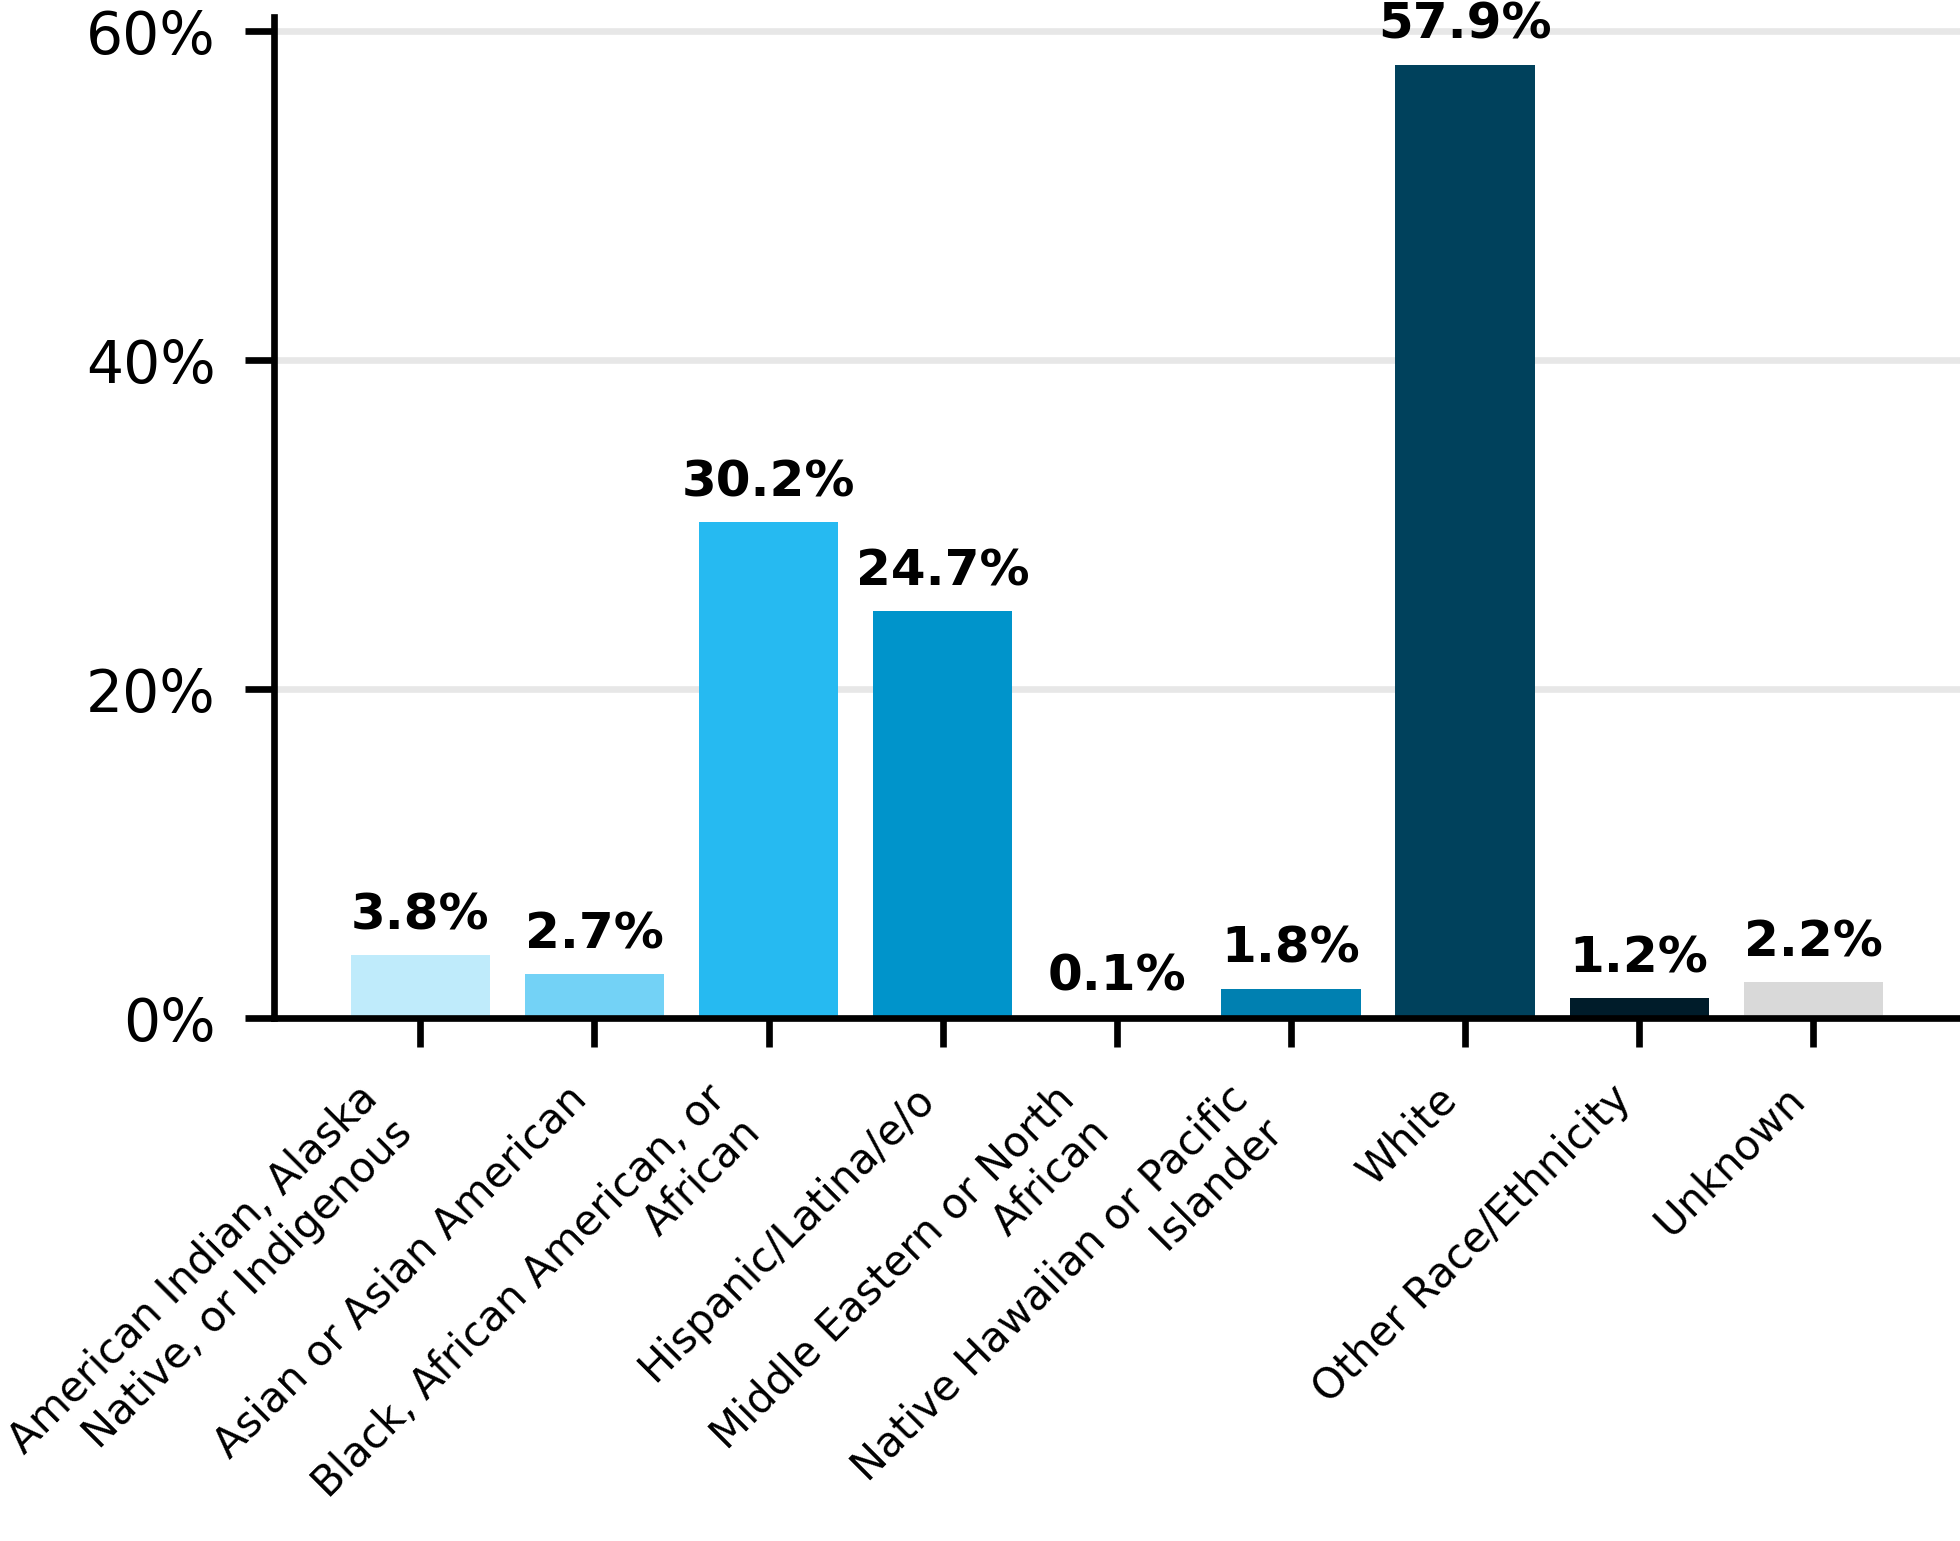 60%
40%
20%
0%
57.9%
30.2%
24.7%
3.8%
2.7%
0.1%
1.8%
1.2%
2.2%
American Indian, Alaska
Native, or Indigenous
Asian or Asian American
Black, African American, or
African
Hispanic/Latina/e/o
Middle Eastern or North
African
Native Hawaiian or Pacific
Islander
White
Other Race/Ethnicity
Unknown